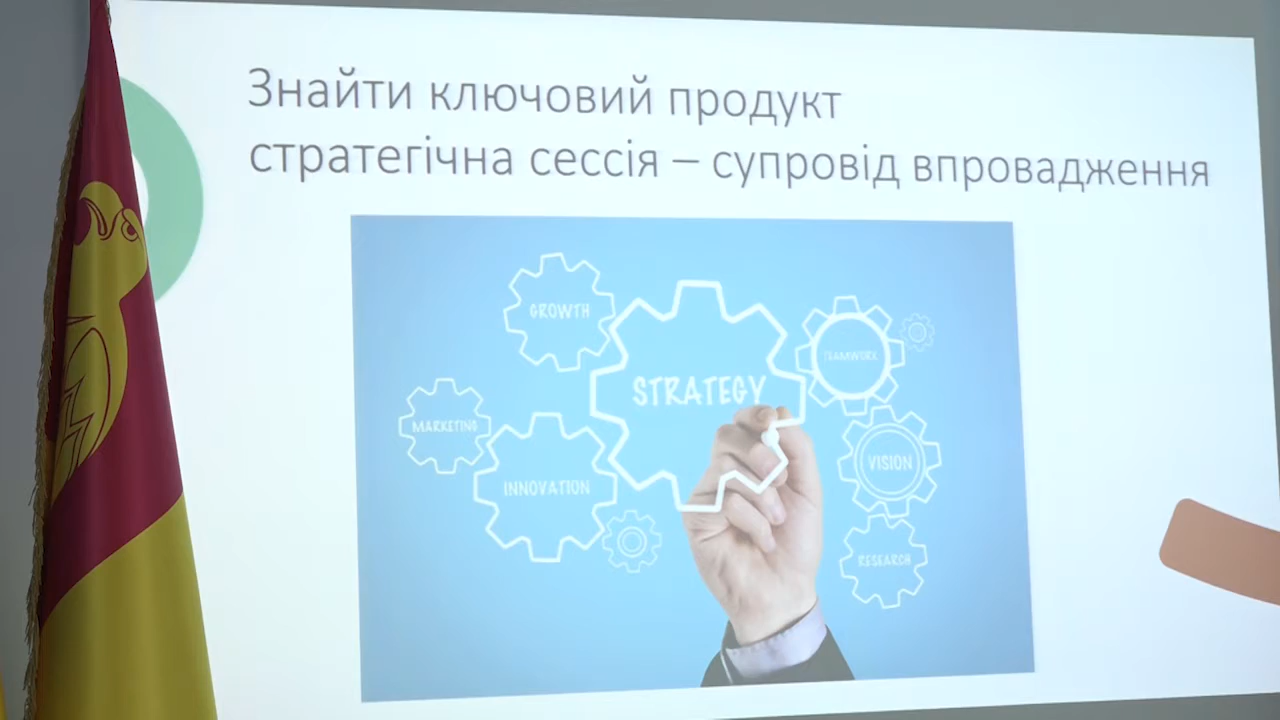 Знайти ключовий продукт
стратегічна сессія – супровід впровадження
GROWTH
STRATEGY
TEAMWORK
MARKETING
INNOVATION
VISION
RESEARCH